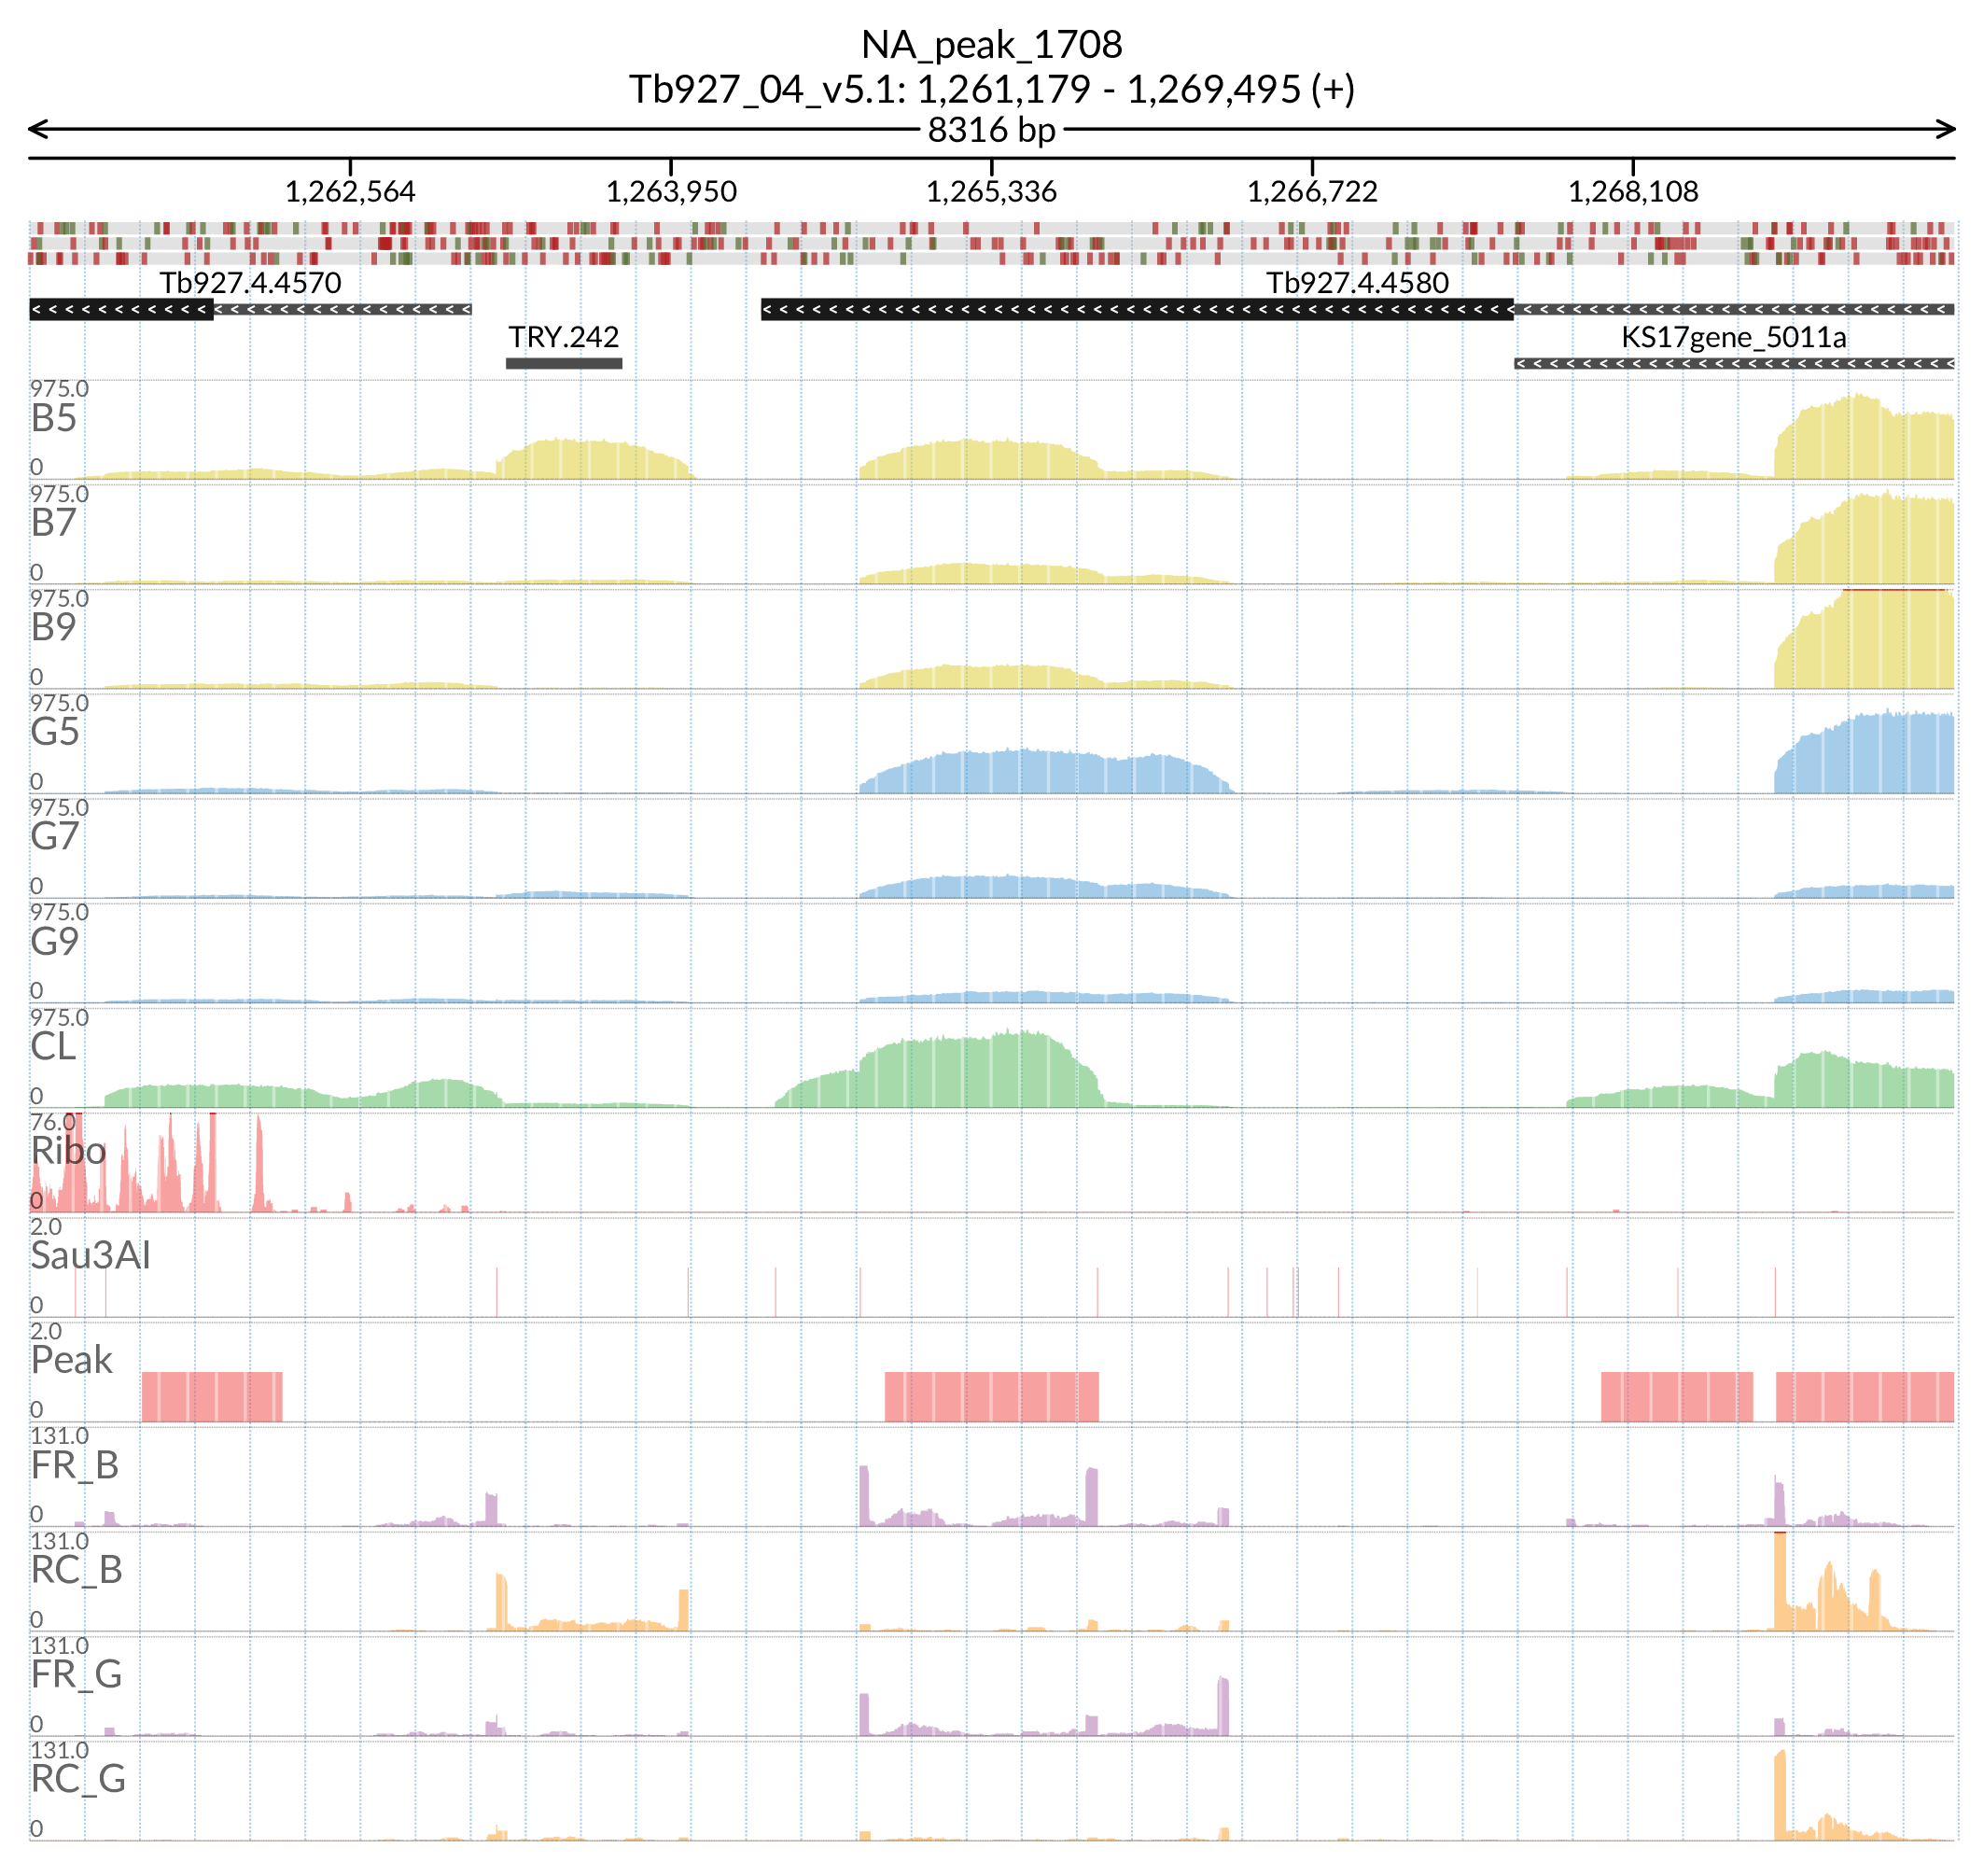 NA_peak_1708
Tb927_04_v5.1: 1,261,179 - 1,269,495 (+)
8316 bp
1,262,564 1,263,950 1,265,336 1,266,722 1,268,108
Tb927.4.4570 Tb927.4.4580
TRY.242 KS17gene_5011a
975.0
B5
0
975.0
B7
0
975.0
B9
0
975.0
G5
0
975.0
G7
0
975.0
G9
0
975.0
CL
0
76.0
Ribo
0
2.0
Sau3AI
0
2.0
Peak
0
131.0
FR_B
0
131.0
RC_B
0
131.0
FR_G
0
131.0
RC_G
0